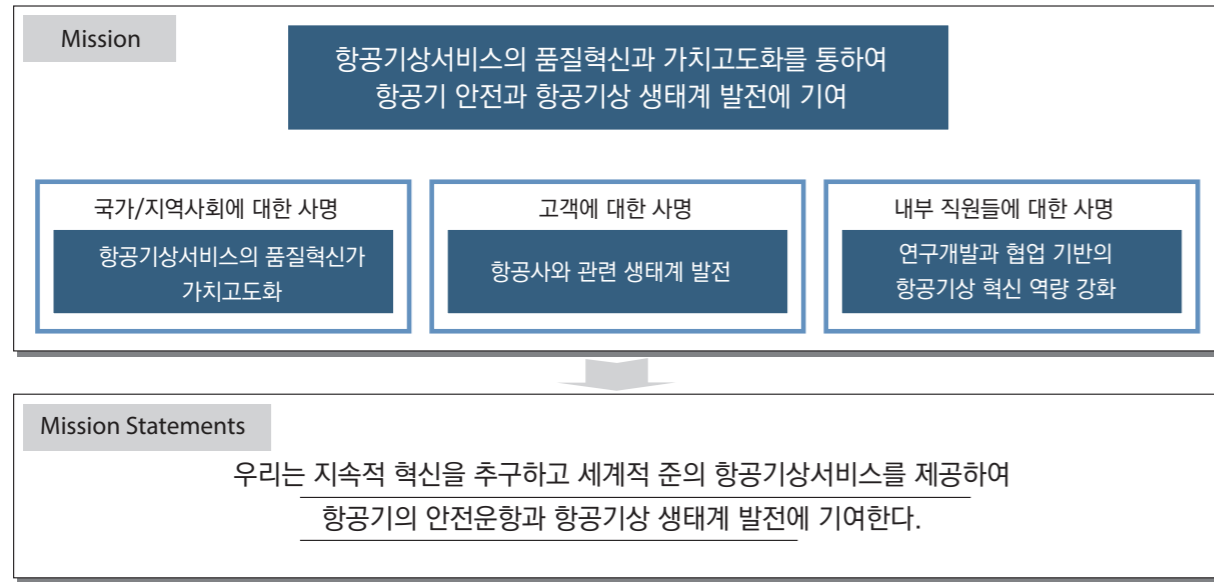 Mission
항공기상서비스의 품질혁신과 가치고도화를 통하여
항공기 안전과 항공기상 생태계 발전에 기여
국가/지역사회에 대한 사명
항공기상서비스의 품질혁신가
가치고도화
고객에 대한 사명
항공사와 관련 생태계 발전
내부 직원들에 대한 사명
연구개발과 협업 기반의
항공기상 혁신 역량 강화
Mission Statements
우리는 지속적 혁신을 추구하고 세계적 준의 항공기상서비스를 제공하여
항공기의 안전운항과 항공기상 생태계 발전에 기여한다.